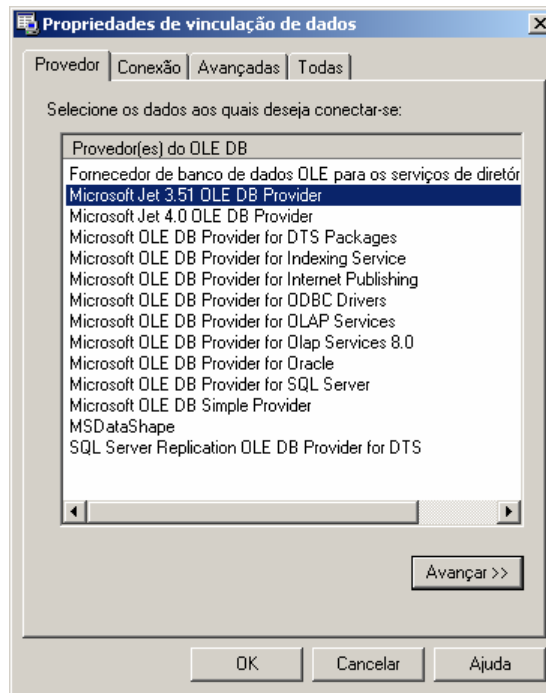 Propriedades de vinculação de dados
Provedor Conexão Avançadas Todas
Selecione os dados aos quais deseja conectar-se:
Provedor(es) do OLE DB
Fornecedor de banco de dados OLE para os serviços de diretór
Microsoft Jet 3.51 OLE DB Provider
Microsoft Jet 4.0 OLE DB Provider
Microsoft OLE DB Provider for DTS Packages
Microsoft OLE DB Provider for Indexing Service
Microsoft OLE DB Provider for Internet Publishing
Microsoft OLE DB Provider for ODBC Drivers
Microsoft OLE DB Provider for OLAP Services
Microsoft OLE DB Provider for Olap Services 8.0
Microsoft OLE DB Provider for Oracle
Microsoft OLE DB Provider for SQL Server
Microsoft OLE DB Simple Provider
MSDataShape
SQL Server Replication OLE DB Provider for DTS
Avançar >>
OK Cancelar Ajuda